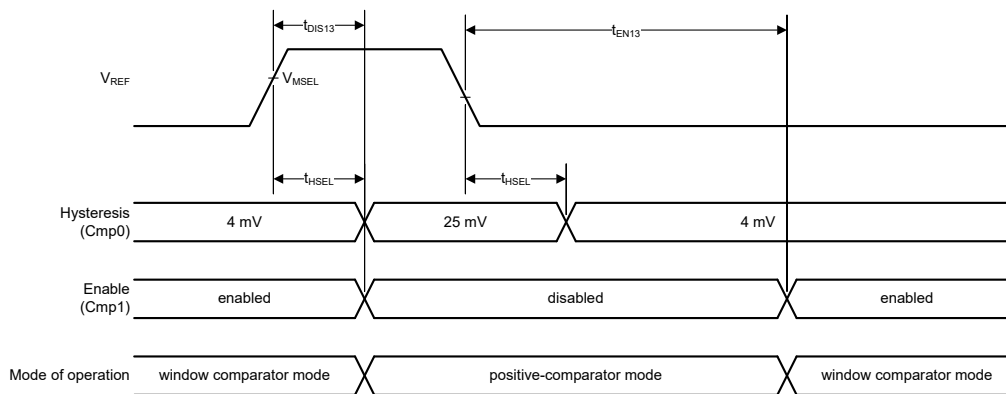 tDIS13
tEN13
VREF
VMSEL
tHSEL
tHSEL
Hysteresis
(Cmp0)
4 mV
25 mV
4 mV
Enable
(Cmp1)
enabled
disabled
enabled
Mode of operation
window comparator mode
positive-comparator mode
window comparator mode